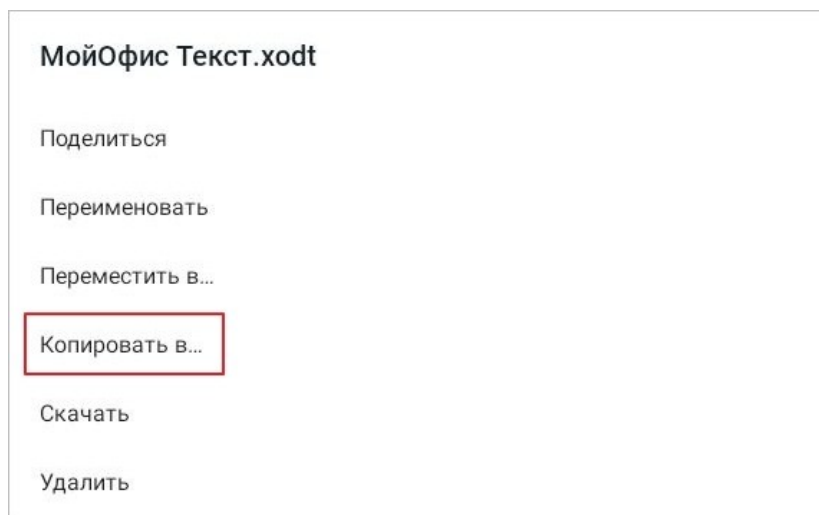 МойОфис Текст.xodt
Поделиться
Переименовать
Переместить в...
Копировать в...
Скачать
Удалить